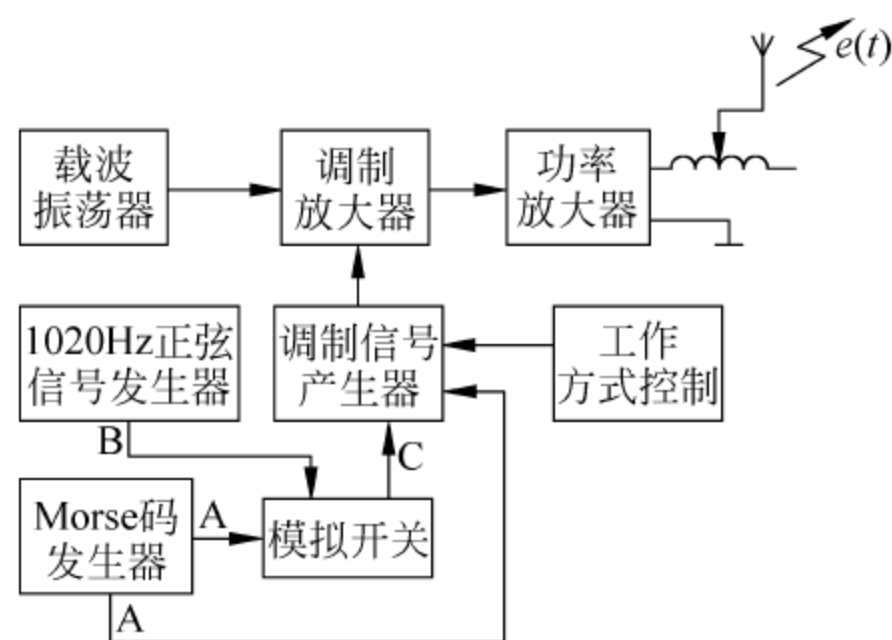 e(t)
载波
振荡器
调制
放大器
功率
放大器
1020Hz正弦
信号发生器
调制信号
产生器
工作
方式控制
B
C
Morse码
发生器
A
模拟开关
A